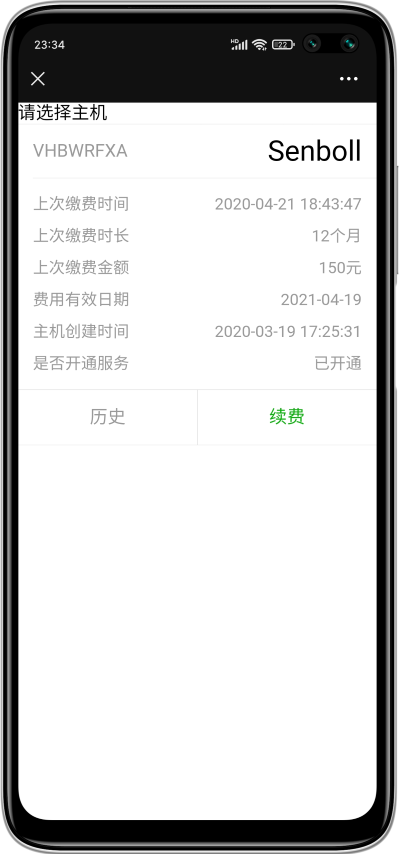 23:34
HD
22
请选择主机
VHBWRFXA Senboll
上次缴费时间 2020-04-21 18:43:47
上次缴费时长 12个月
上次缴费金额 150元
费用有效日期 2021-04-19
主机创建时间 2020-03-19 17:25:31
是否开通服务 已开通
历史 续费